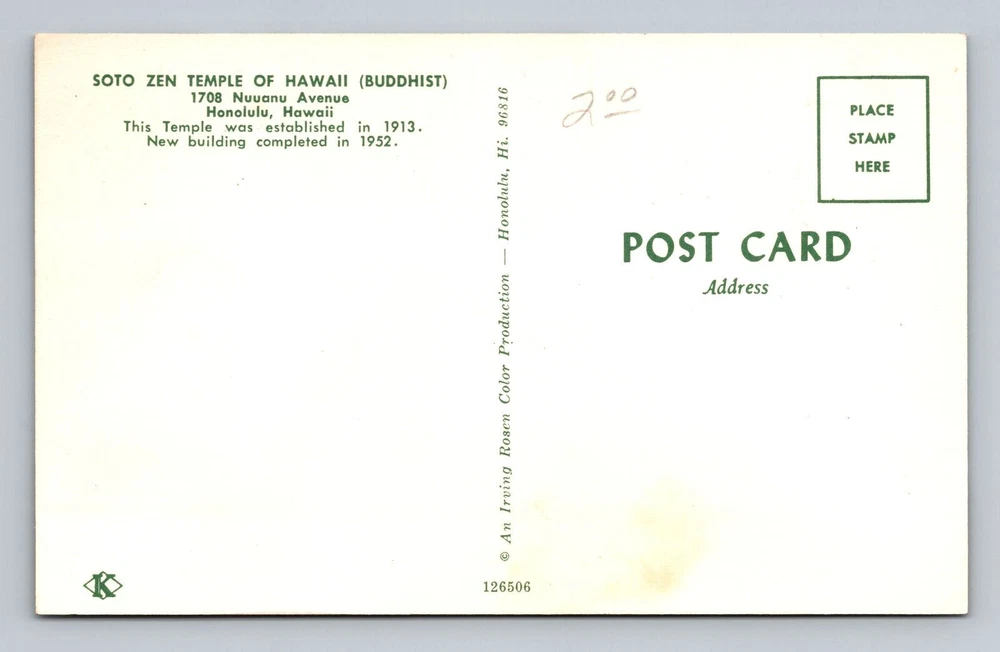 SOTO ZEN TEMPLE OF HAWAII (BUDDHIST)
1708 Nuuanu Avenue
Honolulu, Hawaii
This Temple was established in 1913.
New building completed in 1952.
K
© An Irving Rosen Color Production — Honolulu, Hi. 96816
126506
2.00
PLACE
STAMP
HERE
POST CARD
Address